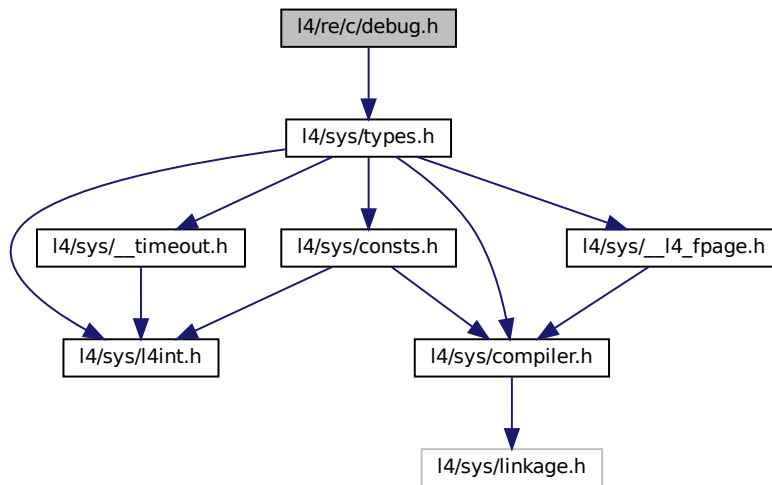 l4/re/c/debug.h
l4/sys/types.h
l4/sys/__timeout.h
l4/sys/consts.h
l4/sys/__l4_fpage.h
l4/sys/l4int.h
l4/sys/compiler.h
l4/sys/linkage.h